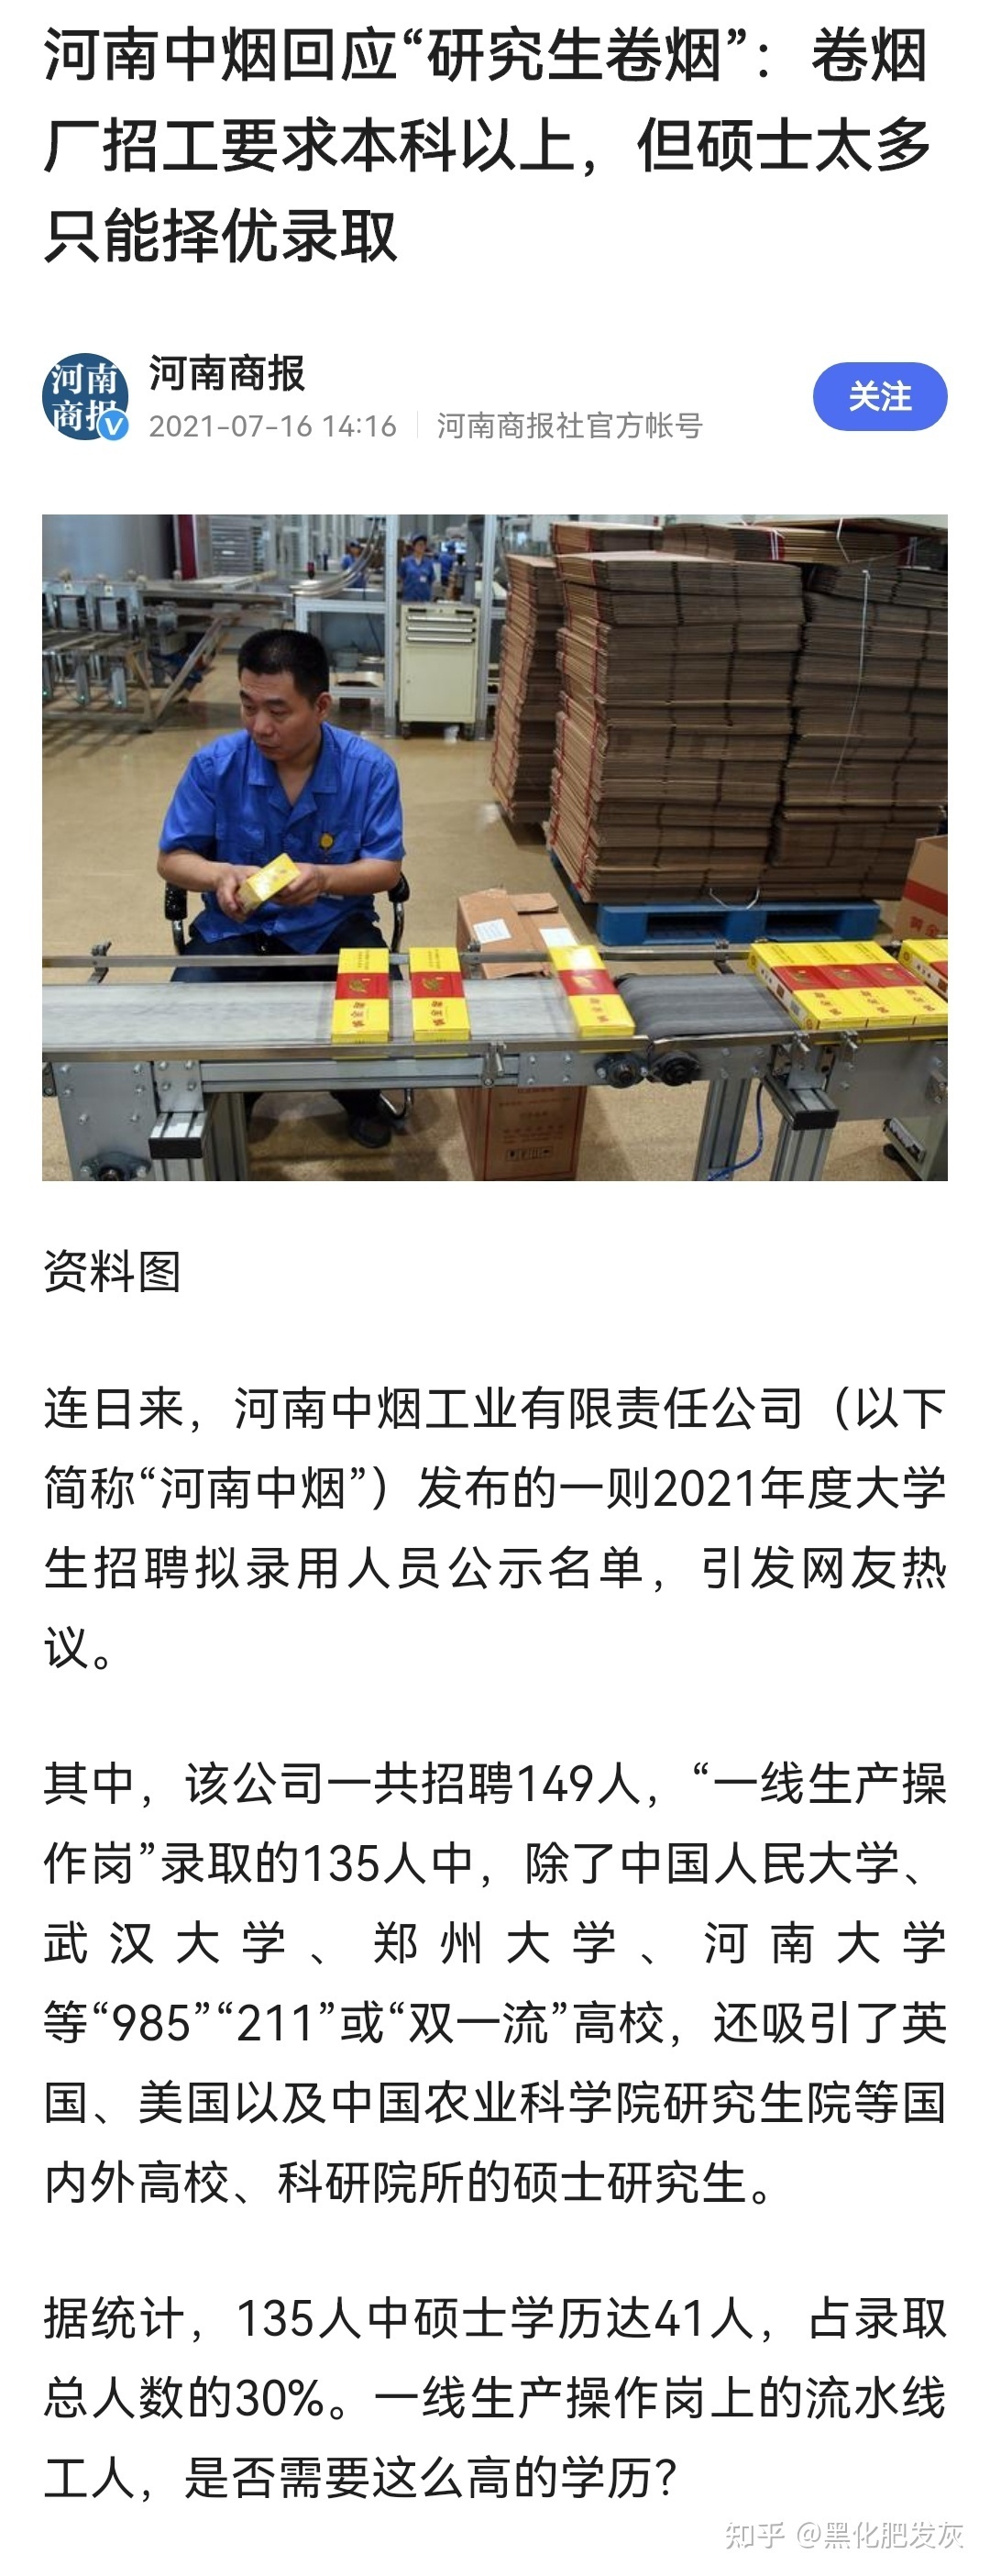 河南中烟回应“研究生卷烟”：卷烟
厂招工要求本科以上，但硕士太多
只能择优录取
河南
商报
河南商报
2021-07-16 14:16
河南商报社官方帐号
关注
资料图
连日来，河南中烟工业有限责任公司（以下
简称“河南中烟”）发布的一则2021年度大学
生招聘拟录用人员公示名单，引发网友热
议。
其中，该公司一共招聘149人，“一线生产操
作岗”录取的135人中，除了中国人民大学、
武汉大学、郑州大学、河南大学
等“985”“211”或“双一流”高校，还吸引了英
国、美国以及中国农业科学院研究生院等国
内外高校、科研院所的硕士研究生。
据统计，135人中硕士学历达41人，占录取
总人数的30%。一线生产操作岗上的流水线
工人，是否需要这么高的学历？
知乎 @黑化肥发灰